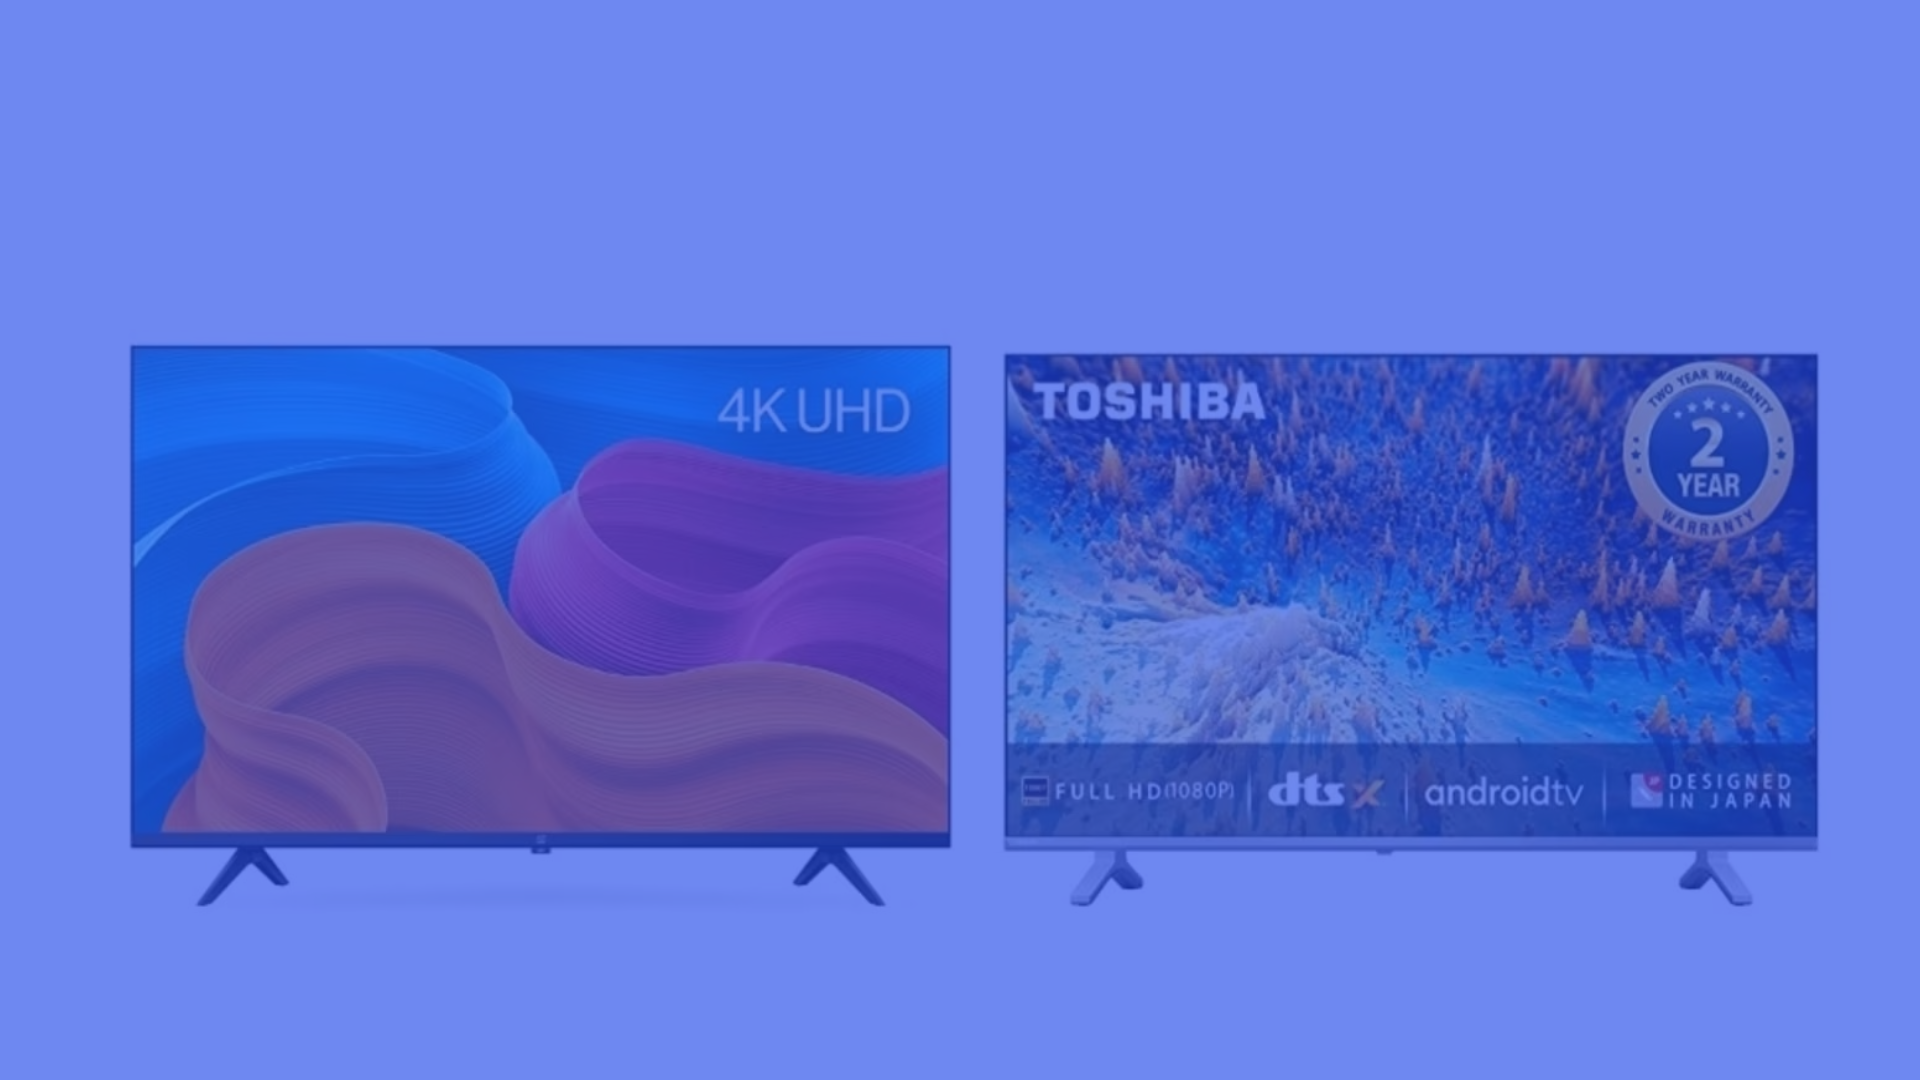 4K UHD
TOSHIBA
TWO YEAR WARRANTY
2
YEAR
WARRANTY
FULL HD(1080P)
dts X
androidtv
DESIGNED
IN JAPAN